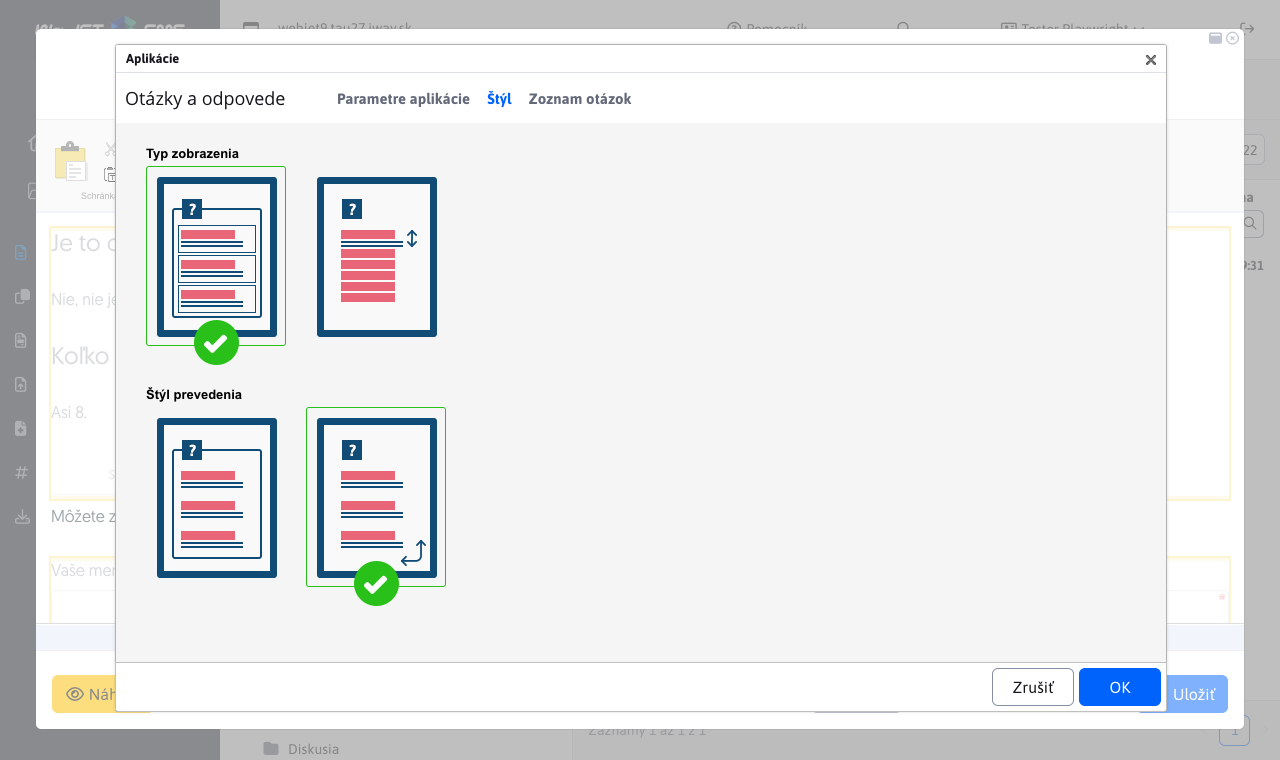 webjet9.tau27.iway.sk
Pomocník
Tester Playwright
Aplikácie
Otázky a odpovede
Parametre aplikácie
Štýl
Zoznam otázok
22
Schránka
Typ zobrazenia
?
?
Je to
Nie, nie je
Koľko
Asi 8.
9:31
Štýl prevedenia
?
?
Môžete
Vaše
*
Zrušiť
OK
Uložiť
Záznamy 1 až 1 z 1
1
Diskusia